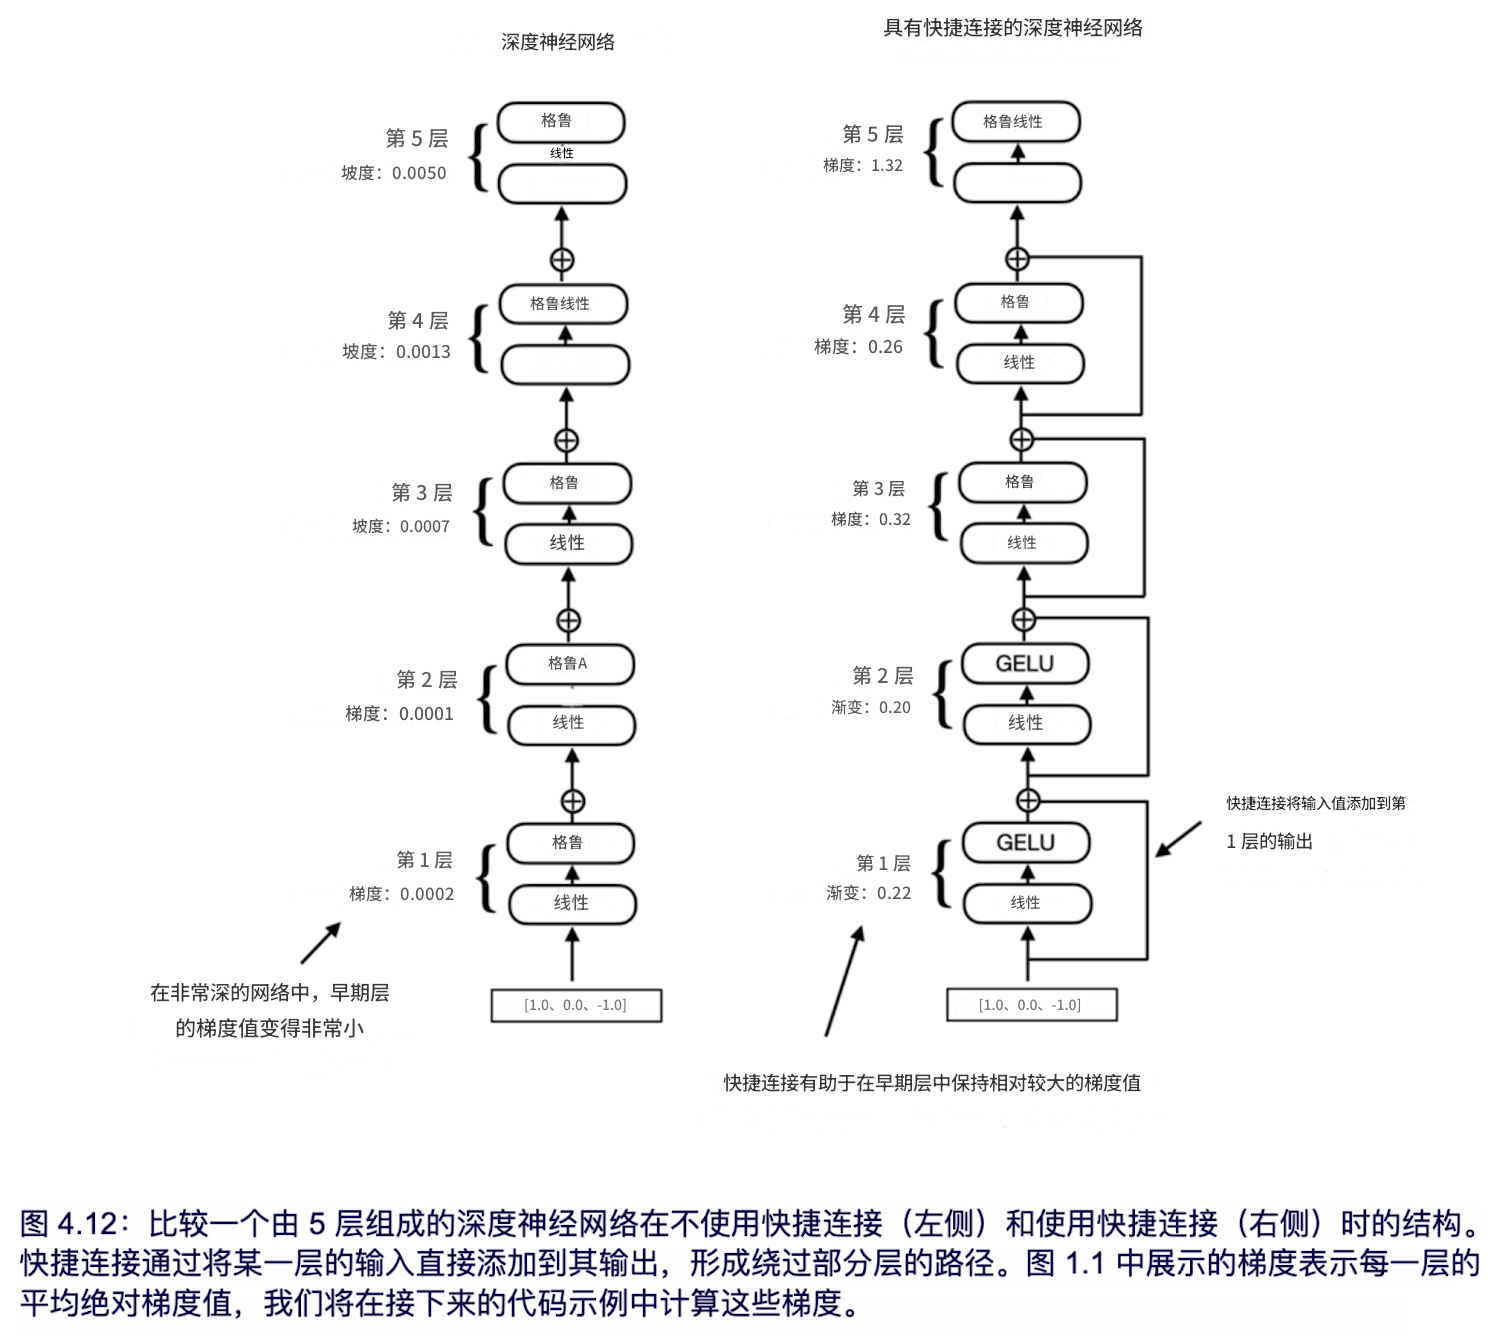 深度神经网络
第 5 层
坡度：0.0050
格鲁
线性
第 4 层
坡度：0.0013
格鲁线性
第 3 层
坡度：0.0007
格鲁
线性
第 2 层
梯度：0.0001
格鲁A
线性
第 1 层
梯度：0.0002
格鲁
线性
[1.0、0.0、-1.0]
在非常深的网络中，早期层
的梯度值变得非常小
具有快捷连接的深度神经网络
第 5 层
梯度：1.32
格鲁线性
第 4 层
梯度：0.26
格鲁
线性
第 3 层
梯度：0.32
格鲁
线性
第 2 层
渐变：0.20
GELU
线性
第 1 层
渐变：0.22
GELU
线性
[1.0、0.0、-1.0]
快捷连接将输入值添加到第
1 层的输出
快捷连接有助于在早期层中保持相对较大的梯度值
图 4.12：比较一个由 5 层组成的深度神经网络在不使用快捷连接（左侧）和使用快捷连接（右侧）时的结构。
快捷连接通过将某一层的输入直接添加到其输出，形成绕过部分层的路径。图 1.1 中展示的梯度表示每一层的
平均绝对梯度值，我们将在接下来的代码示例中计算这些梯度。